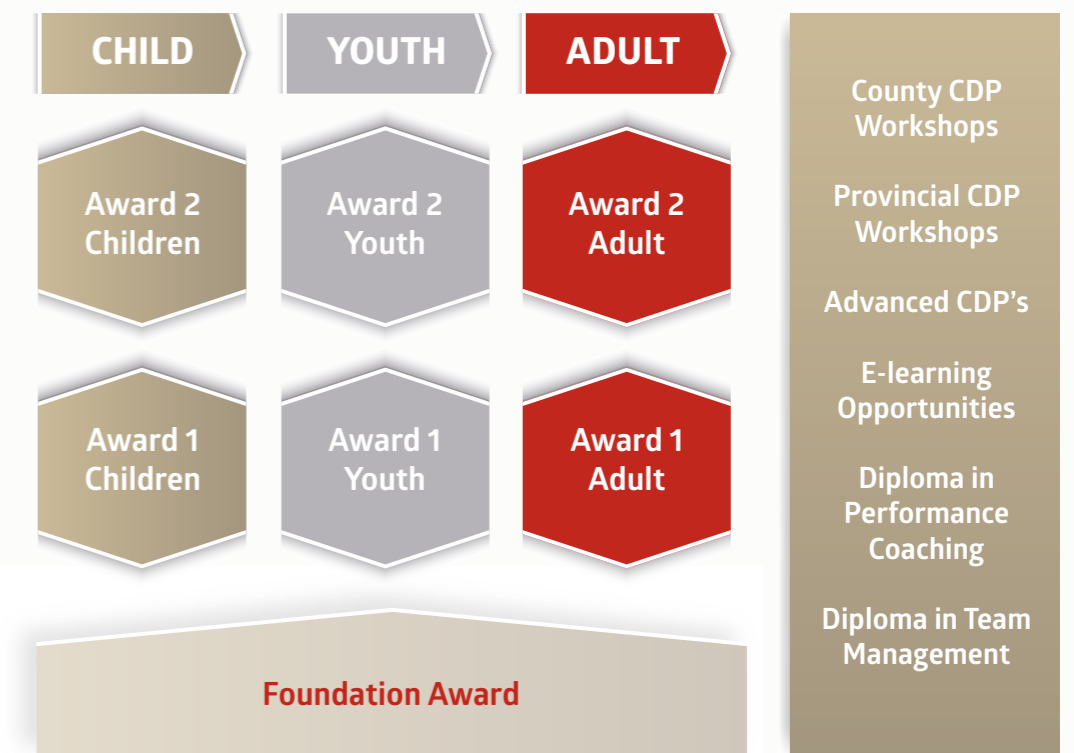 CHILD
YOUTH
ADULT
Award 2
Children
Award 2
Youth
Award 2
Adult
Award 1
Children
Award 1
Youth
Award 1
Adult
Foundation Award
County CDP
Workshops
Provincial CDP
Workshops
Advanced CDP’s
E-learning
Opportunities
Diploma in
Performance
Coaching
Diploma in Team
Management